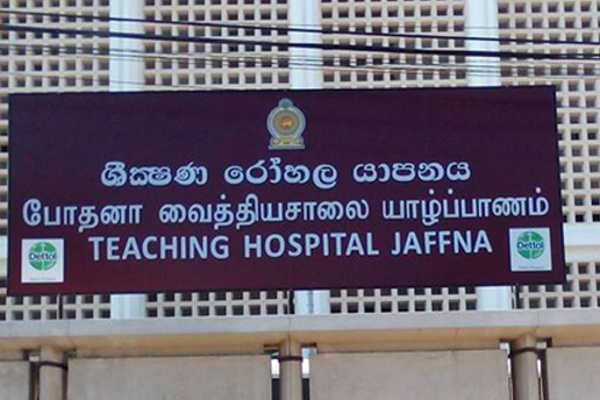 ශික්ෂණ රෝහල යාපනය
போதனா வைத்தியசாலை யாழ்ப்பாணம்
TEACHING HOSPITAL JAFFNA
Dettol
Dettol